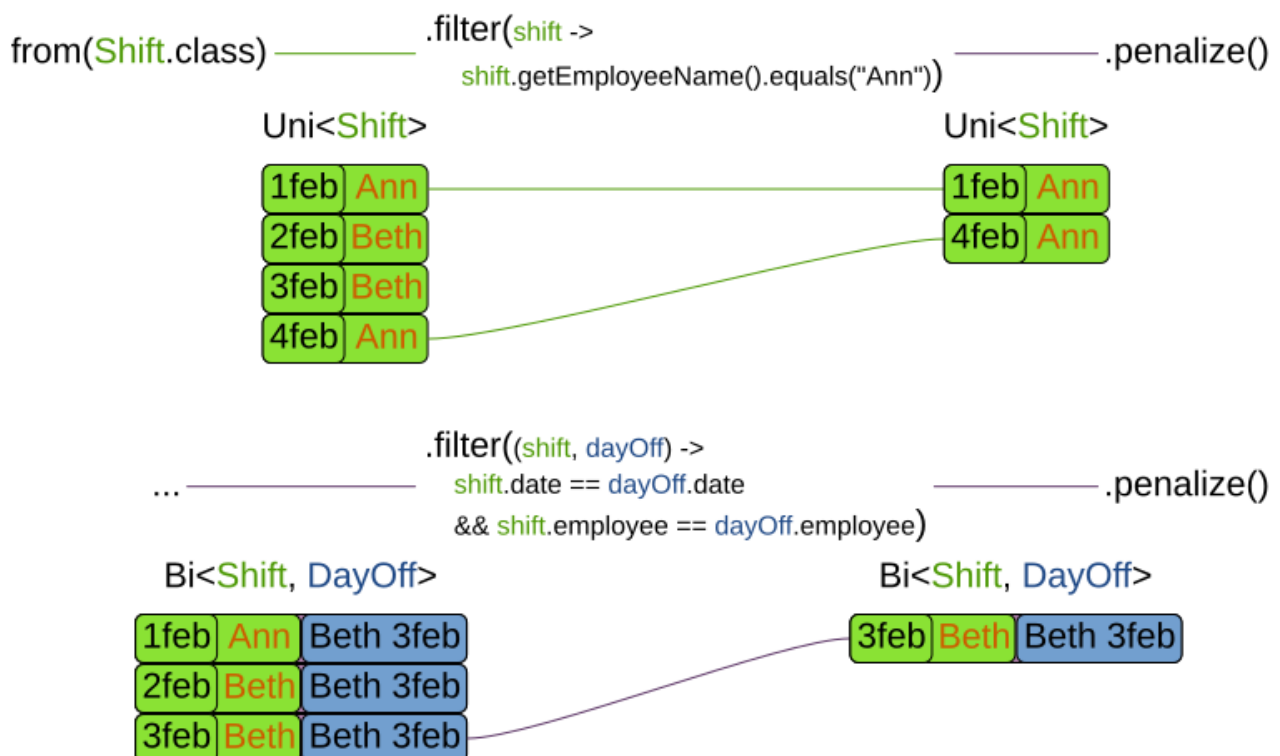 .filter(shift ->
from(Shift.class)
shift.getEmployeeName().equals("Ann"))
.penalize()
Uni<Shift>
Uni<Shift>
1feb Ann
1feb Ann
2feb Beth
4feb Ann
3feb Beth
4feb Ann
.filter((shift, dayOff) ->
...
shift.date == dayOff.date
.penalize()
&& shift.employee == dayOff.employee)
Bi<Shift, DayOff>
Bi<Shift, DayOff>
1feb Ann Beth 3feb
3feb Beth Beth 3feb
2feb Beth Beth 3feb
3feb Beth Beth 3feb